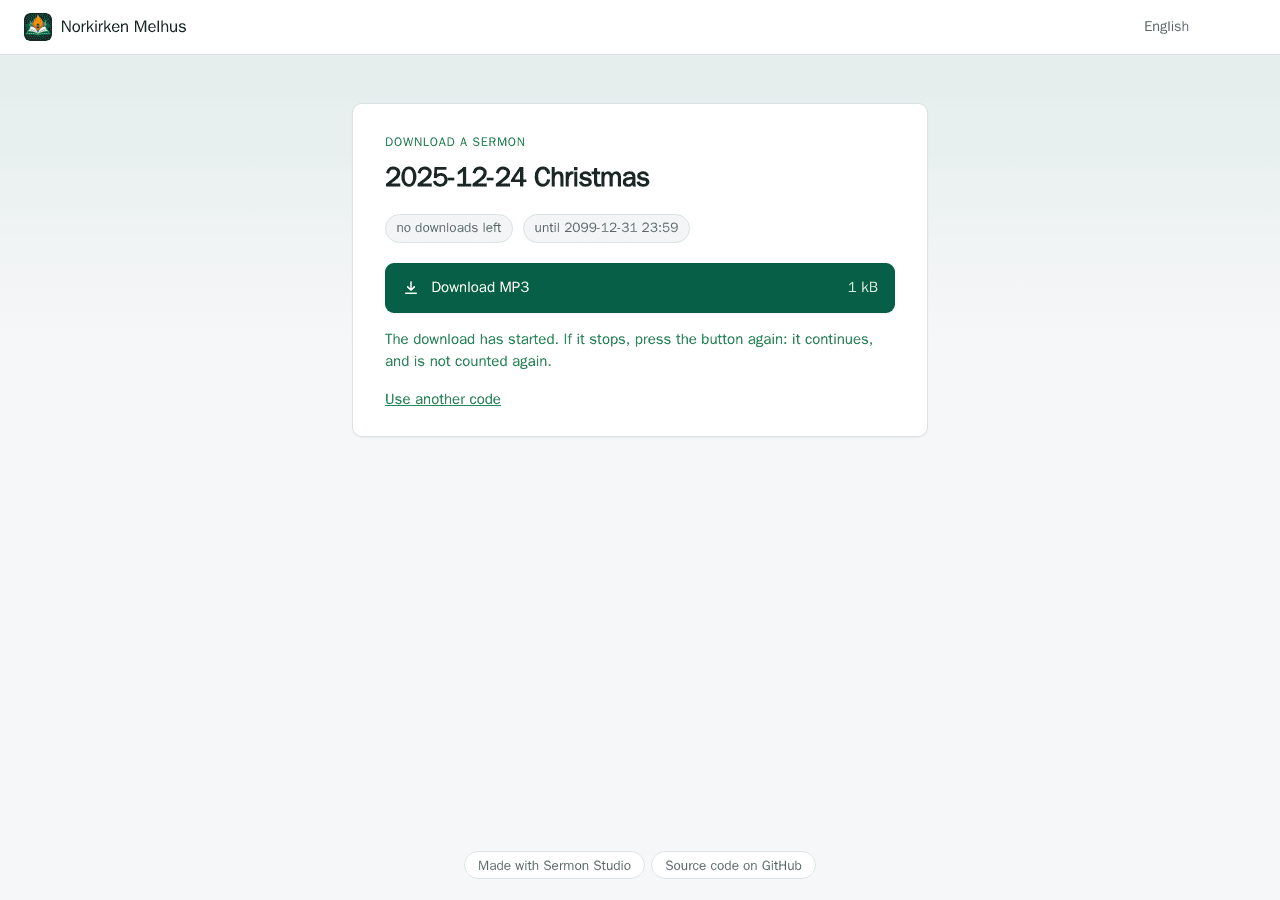 Norkirken Melhus
English
DOWNLOAD A SERMON
2025-12-24 Christmas
no downloads left
until 2099-12-31 23:59
Download MP3
1 kB
The download has started. If it stops, press the button again: it continues,
and is not counted again.
Use another code
Made with Sermon Studio
Source code on GitHub